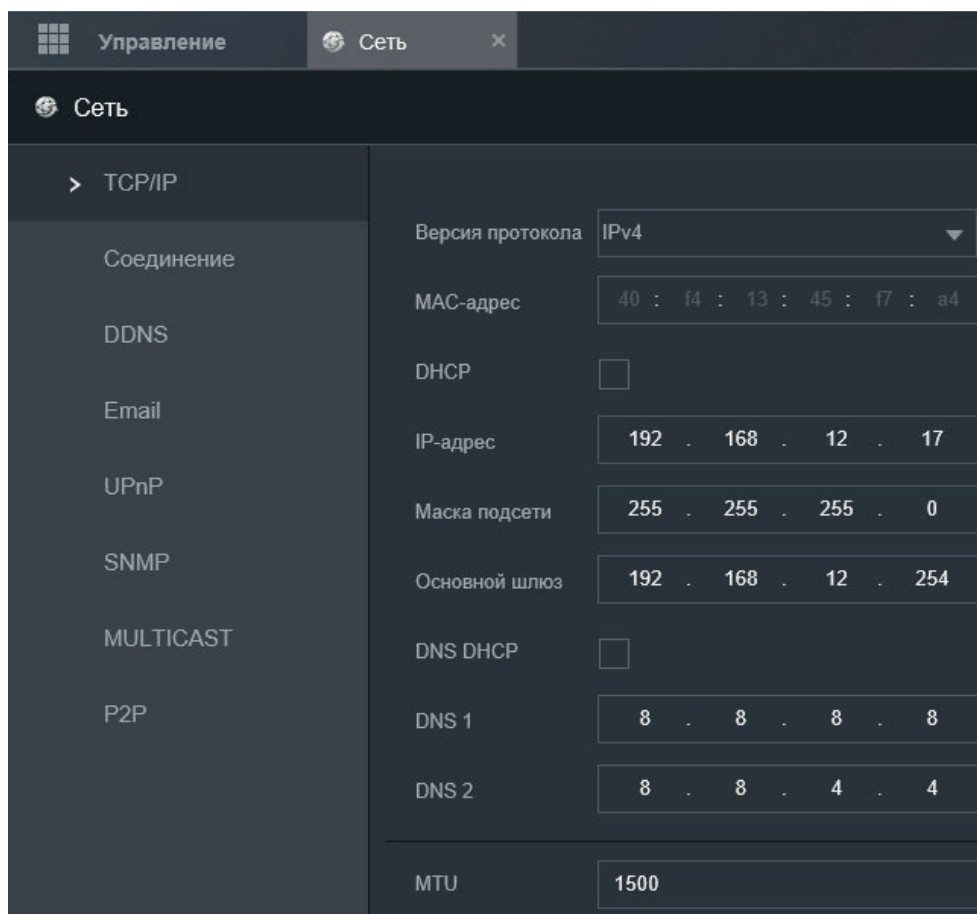 Управление
Сеть ×
Сеть
> TCP/IP
Соединение
DDNS
Email
UPnP
SNMP
MULTICAST
P2P
Версия протокола IPv4
MAC-адрес 40 : f4 : 13 : 45 : f7 : a4
DHCP
IP-адрес 192 . 168 . 12 . 17
Маска подсети 255 . 255 . 255 . 0
Основной шлюз 192 . 168 . 12 . 254
DNS DHCP
DNS 1 8 . 8 . 8 . 8
DNS 2 8 . 8 . 4 . 4
MTU 1500